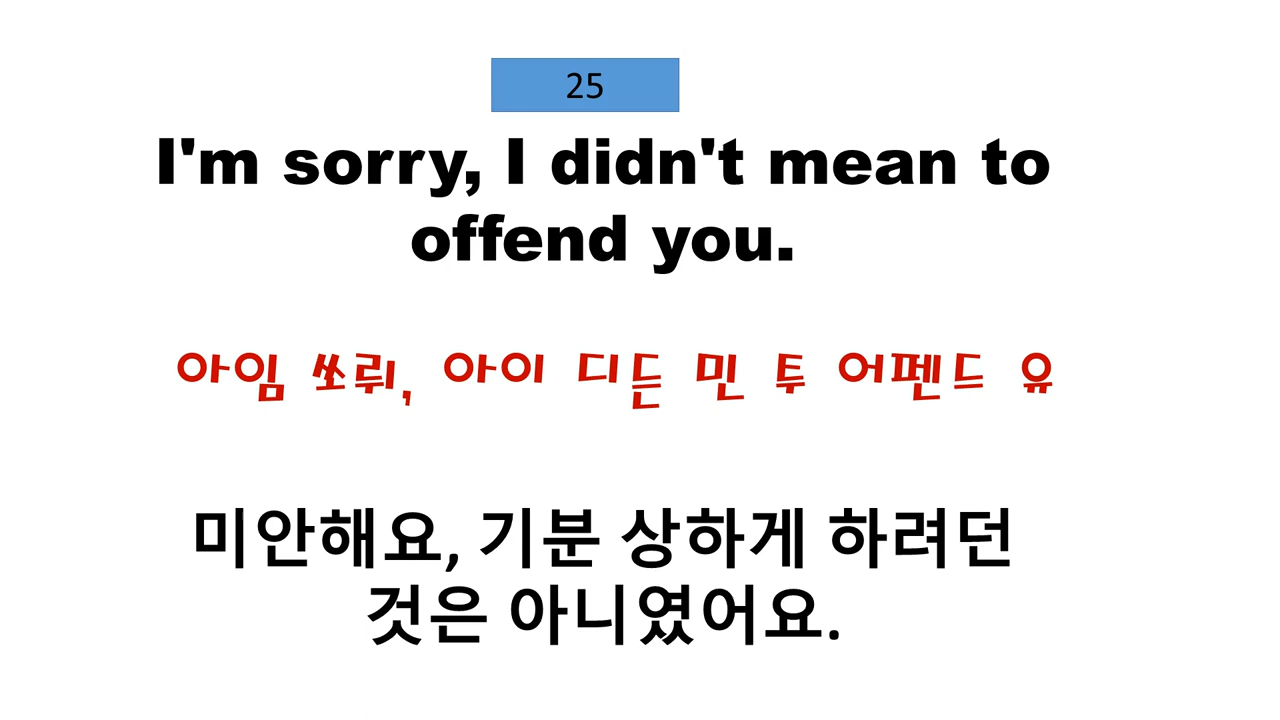 25
I'm sorry, I didn't mean to
offend you.
아임 쏘뤼, 아이 디든 민 투 어펜드 유
미안해요, 기분 상하게 하려던
것은 아니였어요.